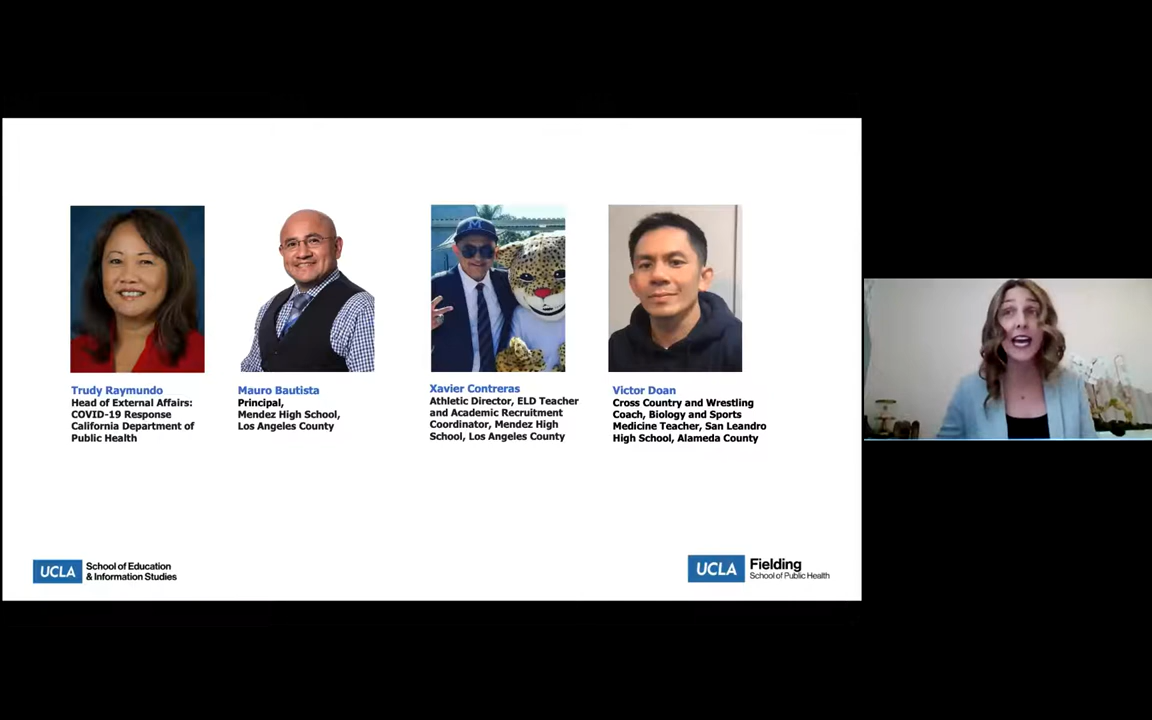 Trudy Raymundo
Head of External Affairs:
COVID-19 Response
California Department of
Public Health
Mauro Bautista
Principal,
Mendez High School,
Los Angeles County
Xavier Contreras
Athletic Director, ELD Teacher
and Academic Recruitment
Coordinator, Mendez High
School, Los Angeles County
Victor Doan
Cross Country and Wrestling
Coach, Biology and Sports
Medicine Teacher, San Leandro
High School, Alameda County
M
UCLA
School of Education
& Information Studies
UCLA
Fielding
School of Public Health